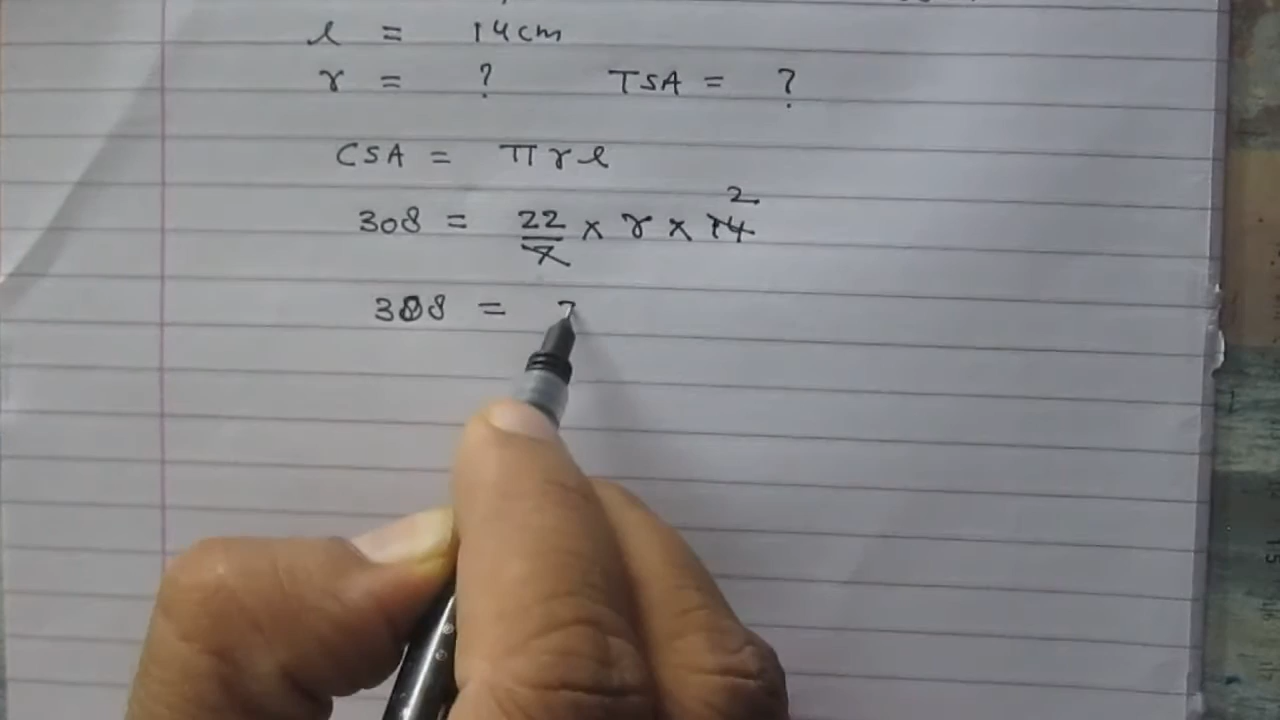 l = 14cm
r = ? TSA = ?
CSA = πrl
308 = 22/7 × r × 14 2
308 =